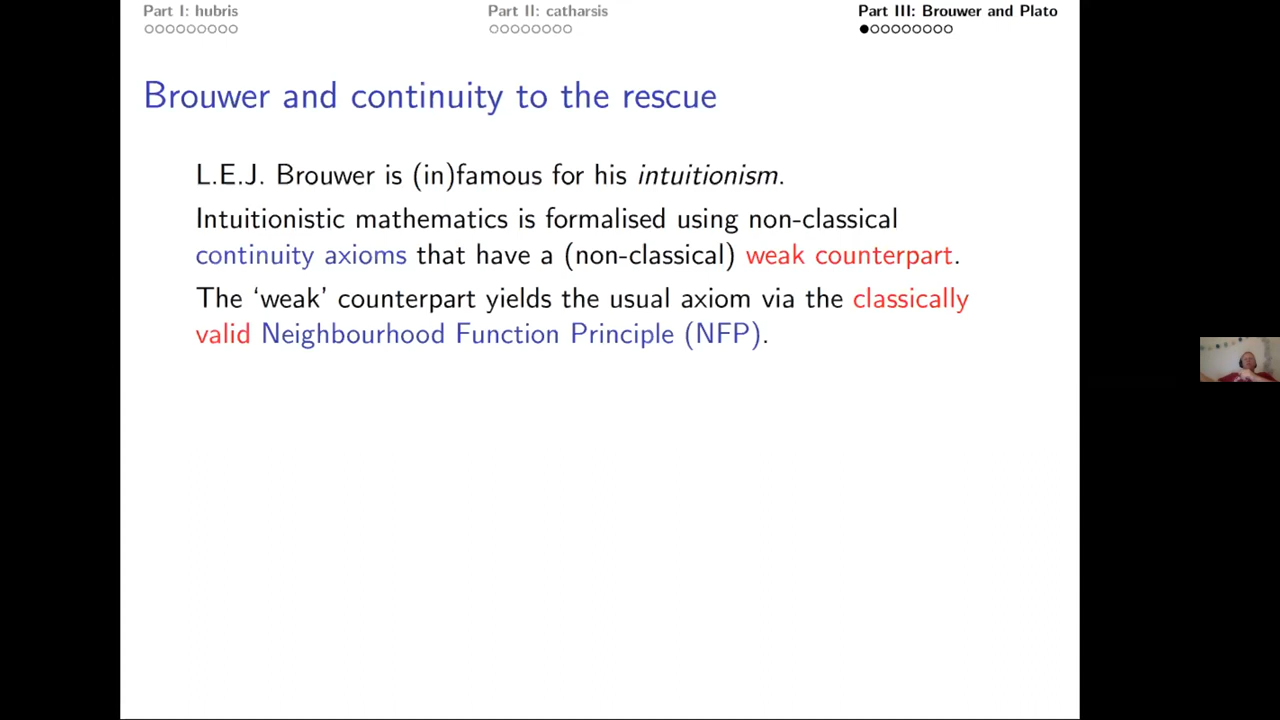 Part I: hubris
Part II: catharsis
Part III: Brouwer and Plato
Brouwer and continuity to the rescue
L.E.J. Brouwer is (in)famous for his intuitionism.
Intuitionistic mathematics is formalised using non-classical
continuity axioms that have a (non-classical) weak counterpart.
The ‘weak’ counterpart yields the usual axiom via the classically
valid Neighbourhood Function Principle (NFP).